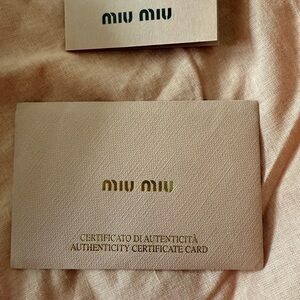 miu miu
miu miu
CERTIFICATO DI AUTENTICITÀ
AUTHENTICITY CERTIFICATE CARD